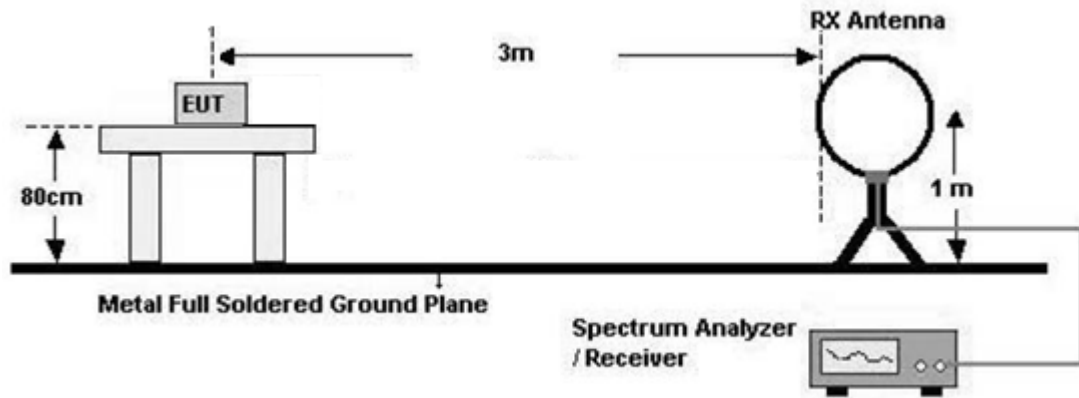 RX Antenna
3m
EUT
80cm
1 m
Metal Full Soldered Ground Plane
Spectrum Analyzer
/ Receiver